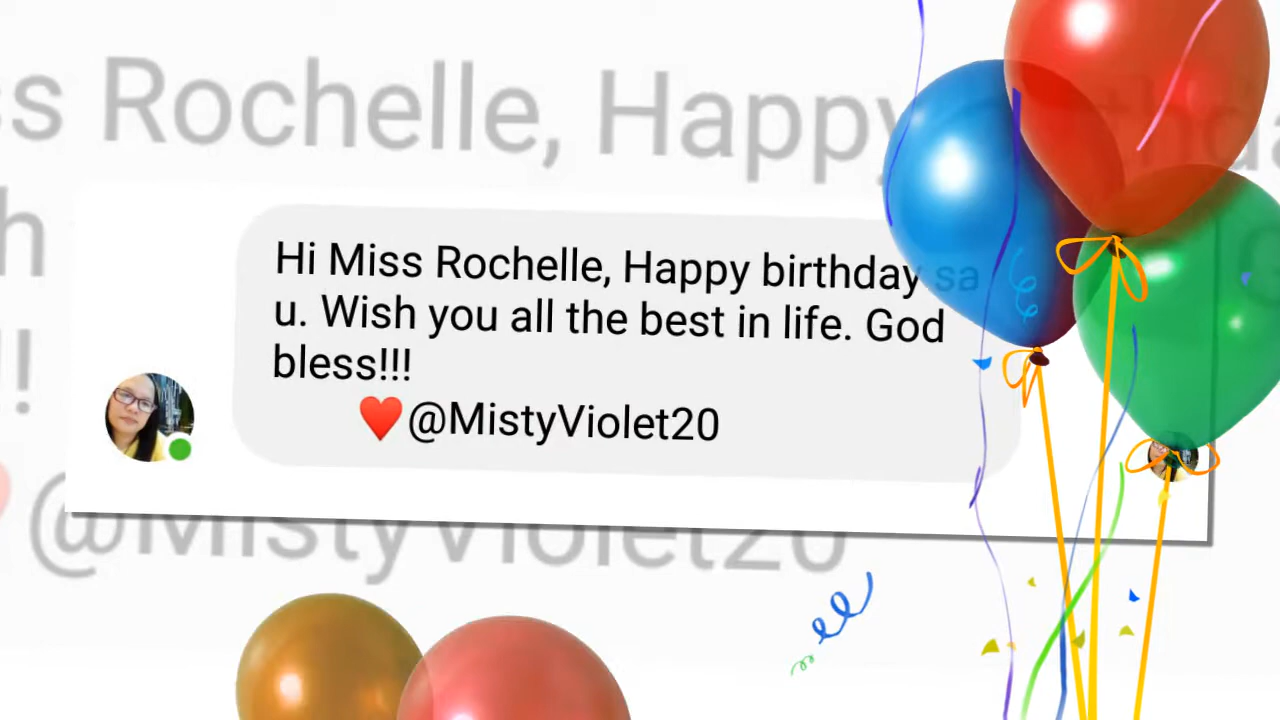 Hi Miss Rochelle, Happy birthday sa
u. Wish you all the best in life. God
bless!!!
❤️@MistyViolet20